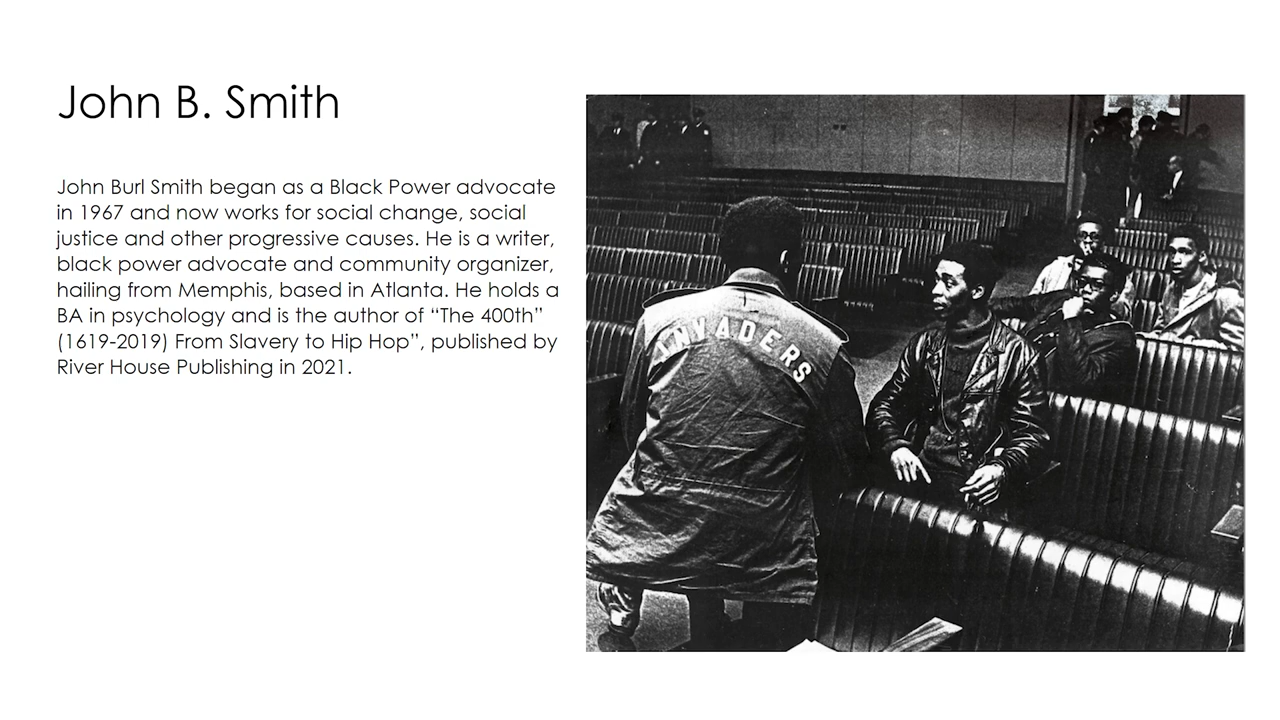 John B. Smith
John Burl Smith began as a Black Power advocate
in 1967 and now works for social change, social
justice and other progressive causes. He is a writer,
black power advocate and community organizer,
hailing from Memphis, based in Atlanta. He holds a
BA in psychology and is the author of “The 400th”
(1619-2019) From Slavery to Hip Hop”, published by
River House Publishing in 2021.
INVADERS